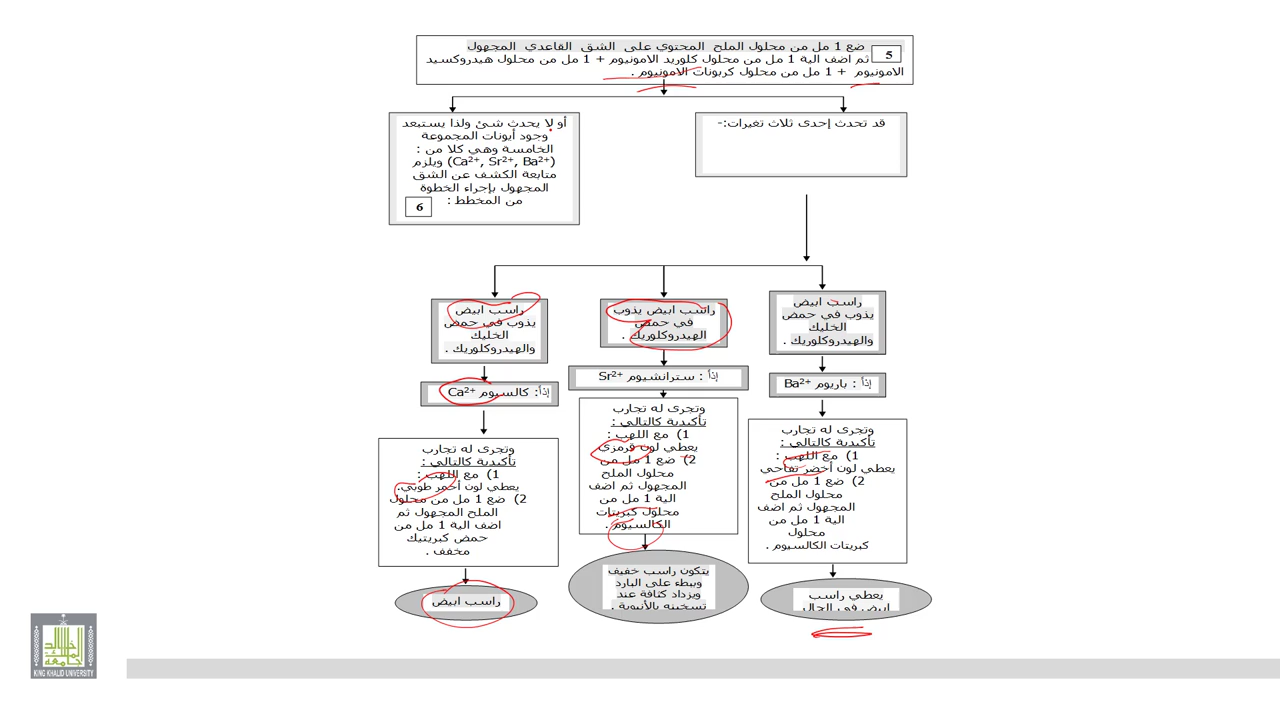 5
ضع 1 مل من محلول الملح المحتوي على الشق القاعدي المجهول
ثم اضف الية 1 مل من محلول كلوريد الامونيوم + 1 مل من محلول هيدروكسيد
الامونيوم + 1 مل من محلول كربونات الامونيوم .
قد تحدث إحدى ثلاث تغيرات:-
أو لا يحدث شئ ولذا يستبعد
وجود أيونات المجموعة
الخامسة وهي كلا من :
(Ca²⁺, Sr²⁺, Ba²⁺) ويلزم
متابعة الكشف عن الشق
المجهول بإجراء الخطوة
من المخطط :
6
راسب ابيض
يذوب في حمض
الخليك
والهيدروكلوريك .
إذاً : باريوم Ba²⁺
وتجرى له تجارب
تأكيدية كالتالي :
1) مع اللهب :
يعطي لون أخضر تفاحى
2) ضع 1 مل من
محلول الملح
المجهول ثم اضف
الية 1 مل من
محلول
كبريتات الكالسيوم .
يعطي راسب
ابيض في الحال
راسب ابيض يذوب
في حمض
الهيدروكلوريك .
إذاً : سترانشيوم Sr²⁺
وتجرى له تجارب
تأكيدية كالتالي :
1) مع اللهب :
يعطي لون قرمزي
2) ضع 1 مل من
محلول الملح
المجهول ثم اضف
الية 1 مل من
محلول كبريتات
الكالسيوم .
يتكون راسب خفيف
وببطء على البارد
ويزداد كثافة عند
تسخينه بالأنبوبة .
راسب ابيض
يذوب في حمض
الخليك
والهيدروكلوريك .
إذاً: كالسيوم Ca²⁺
وتجرى له تجارب
تأكيدية كالتالي :
1) مع اللهب :
يعطي لون أحمر طوبي.
2) ضع 1 مل من محلول
الملح المجهول ثم
اضف الية 1 مل من
حمض كبريتيك
مخفف .
راسب ابيض
KING KHALID UNIVERSITY